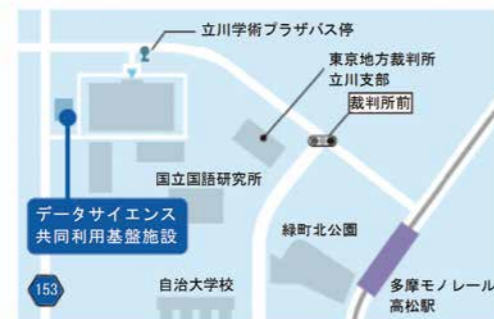 立川学術プラザバス停
東京地方裁判所
立川支部
裁判所前
国立国語研究所
データサイエンス
共同利用基盤施設
緑町北公園
153
自治大学校
多摩モノレール
高松駅